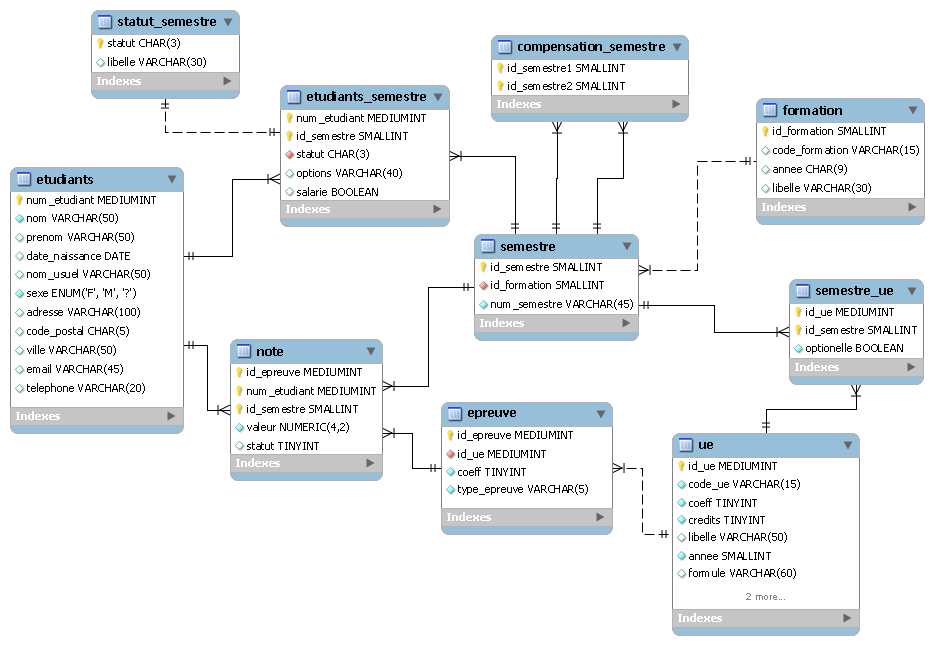 statut_semestre
statut CHAR(3)
libelle VARCHAR(30)
Indexes
compensation_semestre
id_semestre1 SMALLINT
id_semestre2 SMALLINT
Indexes
etudiants_semestre
num_etudiant MEDIUMINT
id_semestre SMALLINT
statut CHAR(3)
options VARCHAR(40)
salarie BOOLEAN
Indexes
formation
id_formation SMALLINT
code_formation VARCHAR(15)
annee CHAR(9)
libelle VARCHAR(30)
Indexes
etudiants
num_etudiant MEDIUMINT
nom VARCHAR(50)
prenom VARCHAR(50)
date_naissance DATE
nom_usuel VARCHAR(50)
sexe ENUM('F', 'M', '?')
adresse VARCHAR(100)
code_postal CHAR(5)
ville VARCHAR(50)
email VARCHAR(45)
telephone VARCHAR(20)
Indexes
semestre
id_semestre SMALLINT
id_formation SMALLINT
num_semestre VARCHAR(45)
Indexes
semestre_ue
id_ue MEDIUMINT
id_semestre SMALLINT
optionelle BOOLEAN
Indexes
note
id_epreuve MEDIUMINT
num_etudiant MEDIUMINT
id_semestre SMALLINT
valeur NUMERIC(4,2)
statut TINYINT
Indexes
epreuve
id_epreuve MEDIUMINT
id_ue MEDIUMINT
coeff TINYINT
type_epreuve VARCHAR(5)
Indexes
ue
id_ue MEDIUMINT
code_ue VARCHAR(15)
coeff TINYINT
credits TINYINT
libelle VARCHAR(50)
annee SMALLINT
formule VARCHAR(60)
2 more...
Indexes